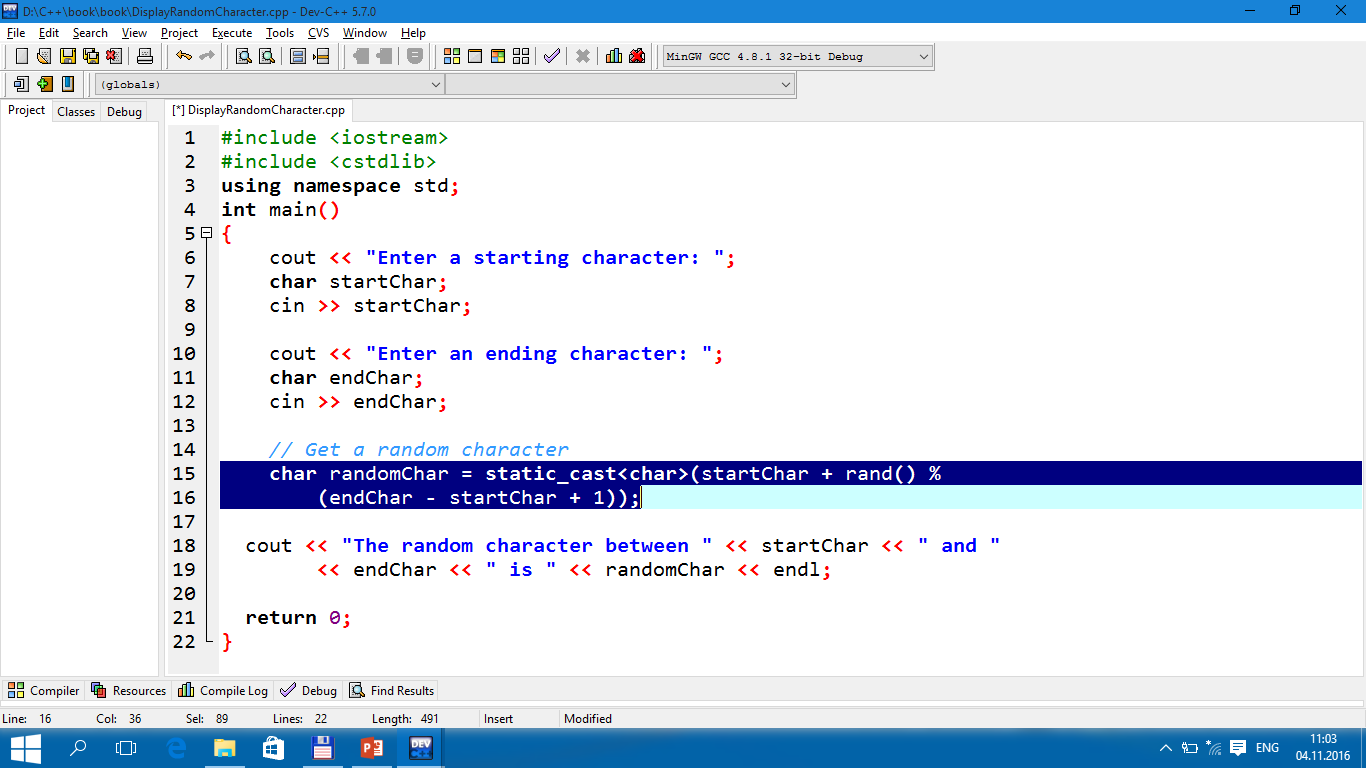 D:\C++\book\book\DisplayRandomCharacter.cpp - Dev-C++ 5.7.0
File Edit Search View Project Execute Tools CVS Window Help
MinGW GCC 4.8.1 32-bit Debug
(globals)
Project Classes Debug
[*] DisplayRandomCharacter.cpp
1 #include <iostream>
2 #include <cstdlib>
3 using namespace std;
4 int main()
5 {
6 cout << "Enter a starting character: ";
7 char startChar;
8 cin >> startChar;
9
10 cout << "Enter an ending character: ";
11 char endChar;
12 cin >> endChar;
13
14 // Get a random character
15 char randomChar = static_cast<char>(startChar + rand() %
16 (endChar - startChar + 1));
17
18 cout << "The random character between " << startChar << " and "
19 << endChar << " is " << randomChar << endl;
20
21 return 0;
22 }
Compiler Resources Compile Log Debug Find Results
Line: 16 Col: 36 Sel: 89 Lines: 22 Length: 491 Insert Modified
DEV C++
ENG
11:03
04.11.2016